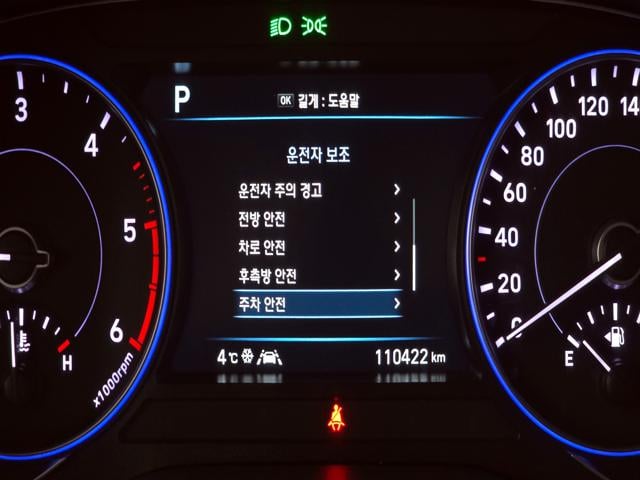 P
OK 길게 : 도움말
운전자 보조
운전자 주의 경고
전방 안전
차로 안전
후측방 안전
주차 안전
4℃
110422 km
3
4
5
6
x1000rpm
H
0
20
40
60
80
100
120
14
E